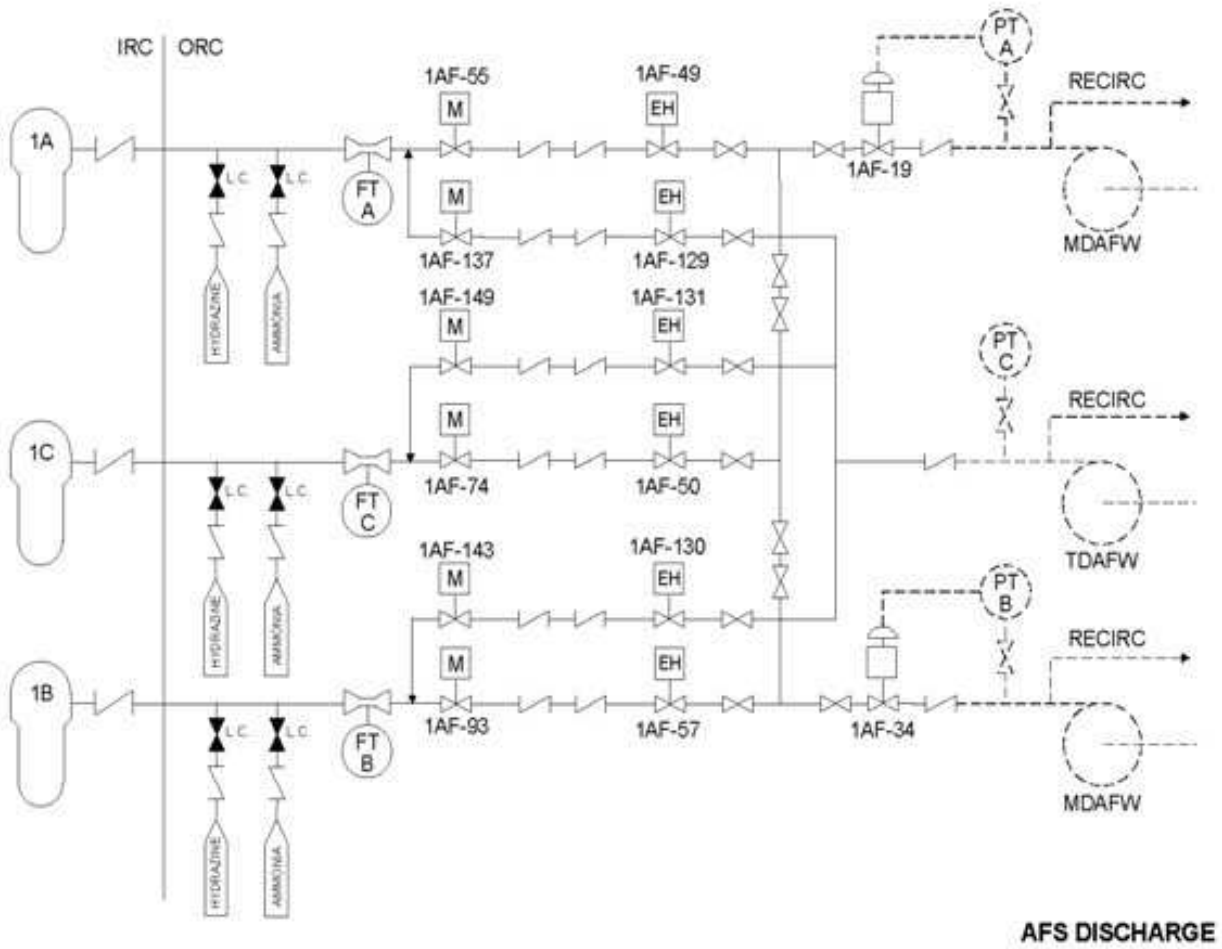 IRC ORC
PT A
1AF-55
1AF-49
RECIRC
M
EH
1A
L.C.
L.C.
FT A
1AF-19
M
EH
MDAFW
1AF-137
1AF-129
HYDRAZINE
AMMONIA
1AF-149
1AF-131
M
EH
PT C
RECIRC
M
EH
1C
L.C.
L.C.
FT C
1AF-74
1AF-50
TDAFW
1AF-143
1AF-130
HYDRAZINE
AMMONIA
M
EH
PT B
RECIRC
1B
M
EH
L.C.
L.C.
FT B
1AF-93
1AF-57
1AF-34
MDAFW
HYDRAZINE
AMMONIA
AFS DISCHARGE